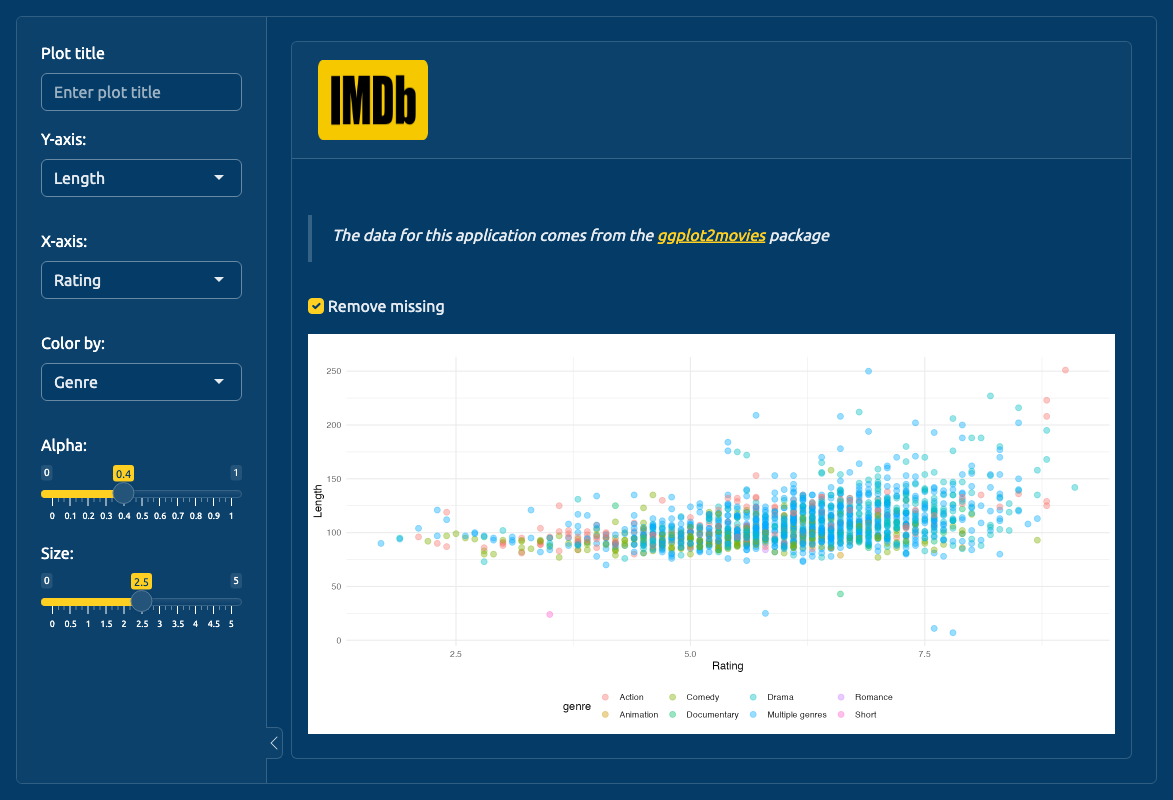 Plot title
Enter plot title
Y-axis:
Length
X-axis:
Rating
Color by:
Genre
Alpha:
0 0.4 1
0 0.1 0.2 0.3 0.4 0.5 0.6 0.7 0.8 0.9 1
Size:
0 2.5 5
0 0.5 1 1.5 2 2.5 3 3.5 4 4.5 5
IMDb
The data for this application comes from the ggplot2movies package
Remove missing
250
200
150
100
50
0
Length
2.5 5.0 7.5
Rating
genre
Action Comedy Drama Romance
Animation Documentary Multiple genres Short